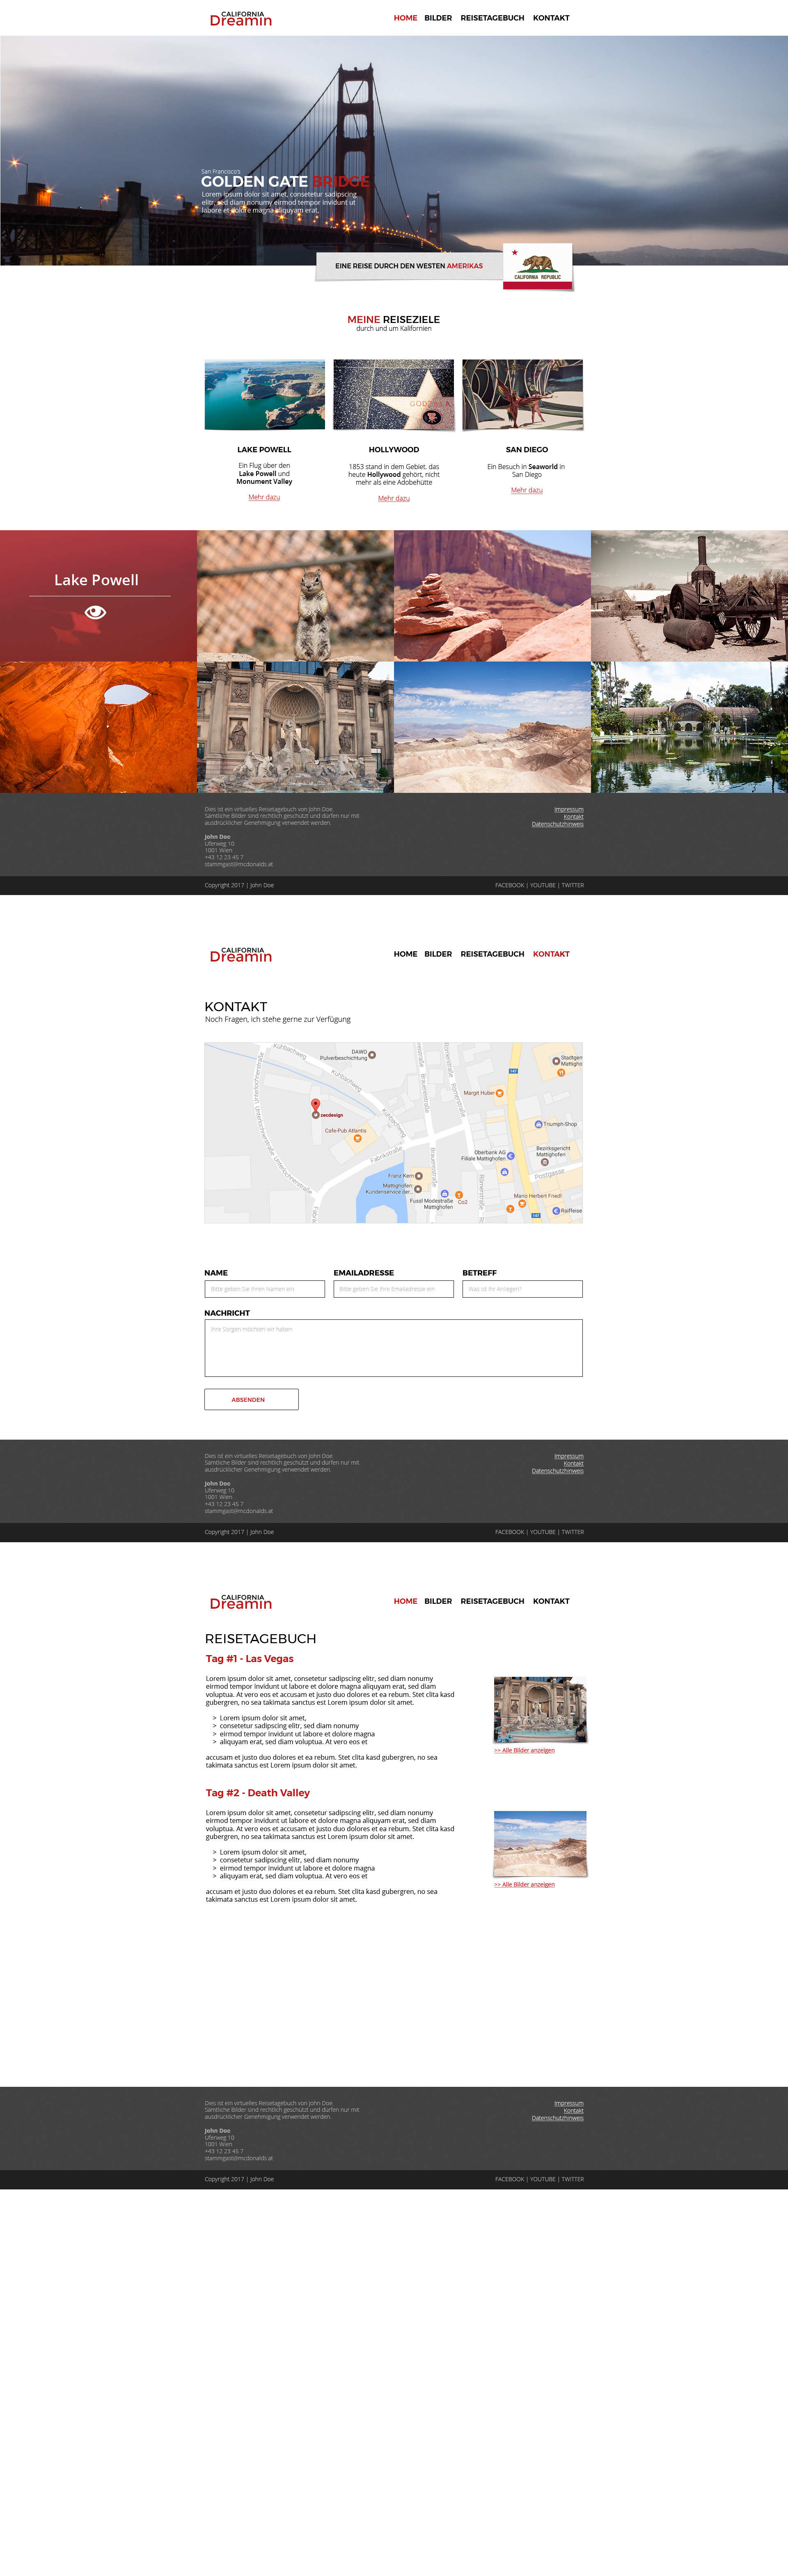 CALIFORNIA
Dreamin
HOME BILDER REISETAGEBUCH KONTAKT
San Francisco's
GOLDEN GATE BRIDGE
Lorem ipsum dolor sit amet, consetetur sadipscing
elitr, sed diam nonumy eirmod tempor invidunt ut
labore et dolore magna aliquyam erat,
EINE REISE DURCH DEN WESTEN AMERIKAS
CALIFORNIA REPUBLIC
MEINE REISEZIELE
durch und um Kalifornien
GODZILLA
LAKE POWELL
Ein Flug über den
Lake Powell und
Monument Valley
Mehr dazu
HOLLYWOOD
1853 stand in dem Gebiet, das
heute Hollywood gehört, nicht
mehr als eine Adobehütte
Mehr dazu
SAN DIEGO
Ein Besuch in Seaworld in
San Diego
Mehr dazu
Lake Powell
Dies ist ein virtuelles Reisetagebuch von John Doe.
Sämtliche Bilder sind rechtlich geschützt und dürfen nur mit
ausdrücklicher Genehmigung verwendet werden.
John Doe
Uferweg 10
1001 Wien
+43 12 23 45 7
stammgast@mcdonalds.at
Impressum
Kontakt
Datenschutzhinweis
Copyright 2017 | John Doe
FACEBOOK | YOUTUBE | TWITTER
CALIFORNIA
Dreamin
HOME BILDER REISETAGEBUCH KONTAKT
KONTAKT
Noch Fragen, ich stehe gerne zur Verfügung
DAWO
Pulverbeschichtung
Kühbachweg
Kühbachweg
Kühbachweg
Unterlochnerstraße
Unterlochnerstraße
Braunerstraße
Römerstraße
147
Stadtgem
Mattigho
Margit Huber
zecdesign
Cafe-Pub Atlantis
Fabrikstraße
Triumph-Shop
Oberbank AG
Filiale Mattighofen
Bezirksgericht
Mattighofen
Postgasse
Franz Kern
Mattighofen
Kundenservice der...
Braunauerstraße
Römerstraße
Fussl Modestraße
Mattighofen
Co2
Mario Herbert Friedl
147
Raiffeise
NAME
Bitte geben Sie Ihren Namen ein
EMAILADRESSE
Bitte geben Sie Ihre Emailadresse ein
BETREFF
Was ist Ihr Anliegen?
NACHRICHT
Ihre Sorgen möchten wir haben
ABSENDEN
Dies ist ein virtuelles Reisetagebuch von John Doe.
Sämtliche Bilder sind rechtlich geschützt und dürfen nur mit
ausdrücklicher Genehmigung verwendet werden.
John Doe
Uferweg 10
1001 Wien
+43 12 23 45 7
stammgast@mcdonalds.at
Impressum
Kontakt
Datenschutzhinweis
Copyright 2017 | John Doe
FACEBOOK | YOUTUBE | TWITTER
CALIFORNIA
Dreamin
HOME BILDER REISETAGEBUCH KONTAKT
REISETAGEBUCH
Tag #1 - Las Vegas
Lorem ipsum dolor sit amet, consetetur sadipscing elitr, sed diam nonumy
eirmod tempor invidunt ut labore et dolore magna aliquyam erat, sed diam
voluptua. At vero eos et accusam et justo duo dolores et ea rebum. Stet clita kasd
gubergren, no sea takimata sanctus est Lorem ipsum dolor sit amet.
> Lorem ipsum dolor sit amet,
> consetetur sadipscing elitr, sed diam nonumy
> eirmod tempor invidunt ut labore et dolore magna
> aliquyam erat, sed diam voluptua. At vero eos et
accusam et justo duo dolores et ea rebum. Stet clita kasd gubergren, no sea
takimata sanctus est Lorem ipsum dolor sit amet.
>> Alle Bilder anzeigen
Tag #2 - Death Valley
Lorem ipsum dolor sit amet, consetetur sadipscing elitr, sed diam nonumy
eirmod tempor invidunt ut labore et dolore magna aliquyam erat, sed diam
voluptua. At vero eos et accusam et justo duo dolores et ea rebum. Stet clita kasd
gubergren, no sea takimata sanctus est Lorem ipsum dolor sit amet.
> Lorem ipsum dolor sit amet,
> consetetur sadipscing elitr, sed diam nonumy
> eirmod tempor invidunt ut labore et dolore magna
> aliquyam erat, sed diam voluptua. At vero eos et
accusam et justo duo dolores et ea rebum. Stet clita kasd gubergren, no sea
takimata sanctus est Lorem ipsum dolor sit amet.
>> Alle Bilder anzeigen
Dies ist ein virtuelles Reisetagebuch von John Doe.
Sämtliche Bilder sind rechtlich geschützt und dürfen nur mit
ausdrücklicher Genehmigung verwendet werden.
John Doe
Uferweg 10
1001 Wien
+43 12 23 45 7
stammgast@mcdonalds.at
Impressum
Kontakt
Datenschutzhinweis
Copyright 2017 | John Doe
FACEBOOK | YOUTUBE | TWITTER